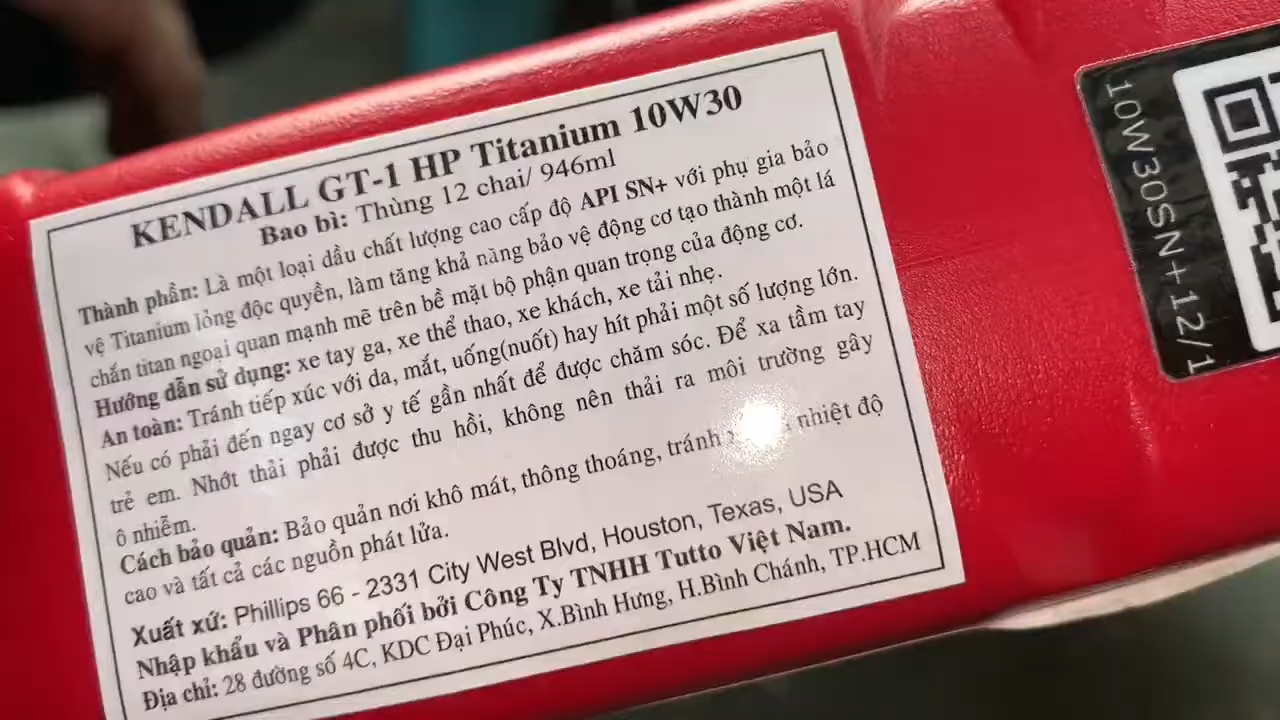 KENDALL GT-1 HP Titanium 10W30
Bao bì: Thùng 12 chai/ 946ml
Thành phần: Là một loại dầu chất lượng cao cấp độ API SN+ với phụ gia bảo
vệ Titanium lỏng độc quyền, làm tăng khả năng bảo vệ động cơ tạo thành một lá
chắn titan ngoại quan mạnh mẽ trên bề mặt bộ phận quan trọng của động cơ.
Hướng dẫn sử dụng: xe tay ga, xe thể thao, xe khách, xe tải nhẹ.
An toàn: Tránh tiếp xúc với da, mắt, uống(nuốt) hay hít phải một số lượng lớn.
Nếu có phải đến ngay cơ sở y tế gần nhất để được chăm sóc. Để xa tầm tay
trẻ em. Nhớt thải phải được thu hồi, không nên thải ra môi trường gây
ô nhiễm.
Cách bảo quản: Bảo quản nơi khô mát, thông thoáng, tránh nhiệt độ
cao và tất cả các nguồn phát lửa.
Xuất xứ: Phillips 66 - 2331 City West Blvd, Houston, Texas, USA
Nhập khẩu và Phân phối bởi Công Ty TNHH Tutto Việt Nam.
Địa chỉ: 28 đường số 4C, KDC Đại Phúc, X.Bình Hưng, H.Bình Chánh, TP.HCM
10W30SN+12/1